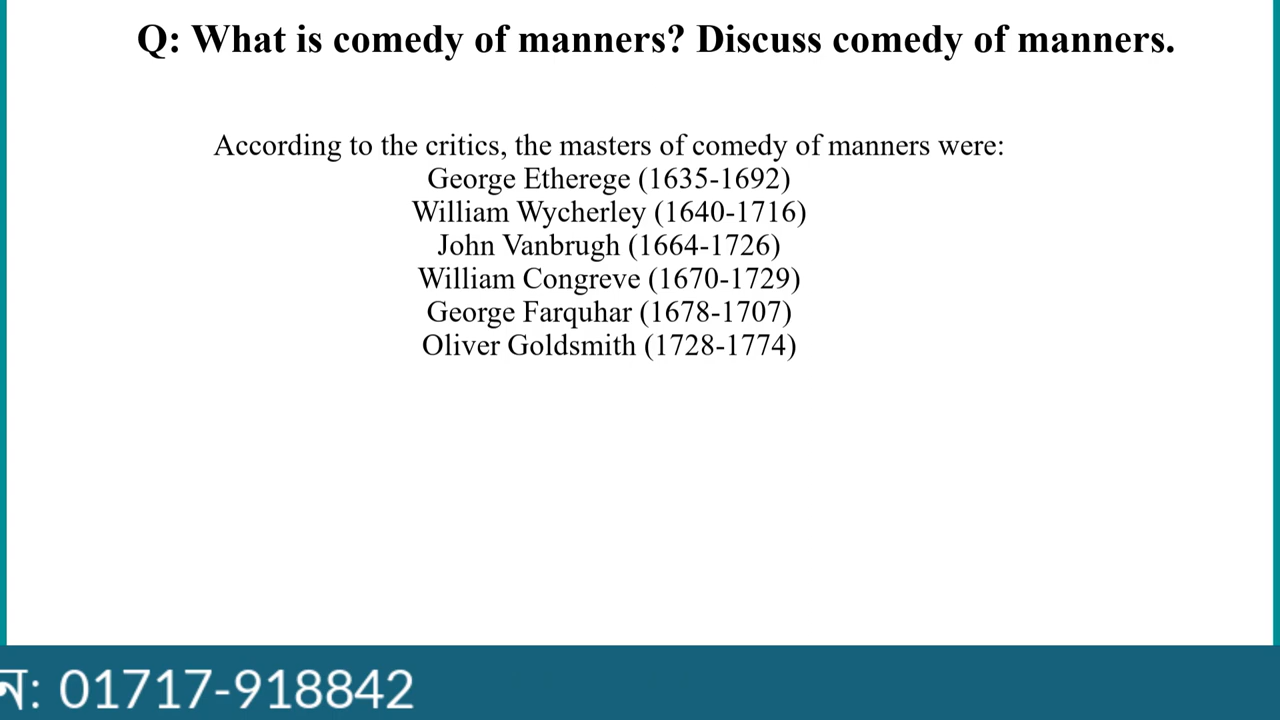 Q: What is comedy of manners? Discuss comedy of manners.
According to the critics, the masters of comedy of manners were:
George Etherege (1635-1692)
William Wycherley (1640-1716)
John Vanbrugh (1664-1726)
William Congreve (1670-1729)
George Farquhar (1678-1707)
Oliver Goldsmith (1728-1774)
ন: 01717-918842